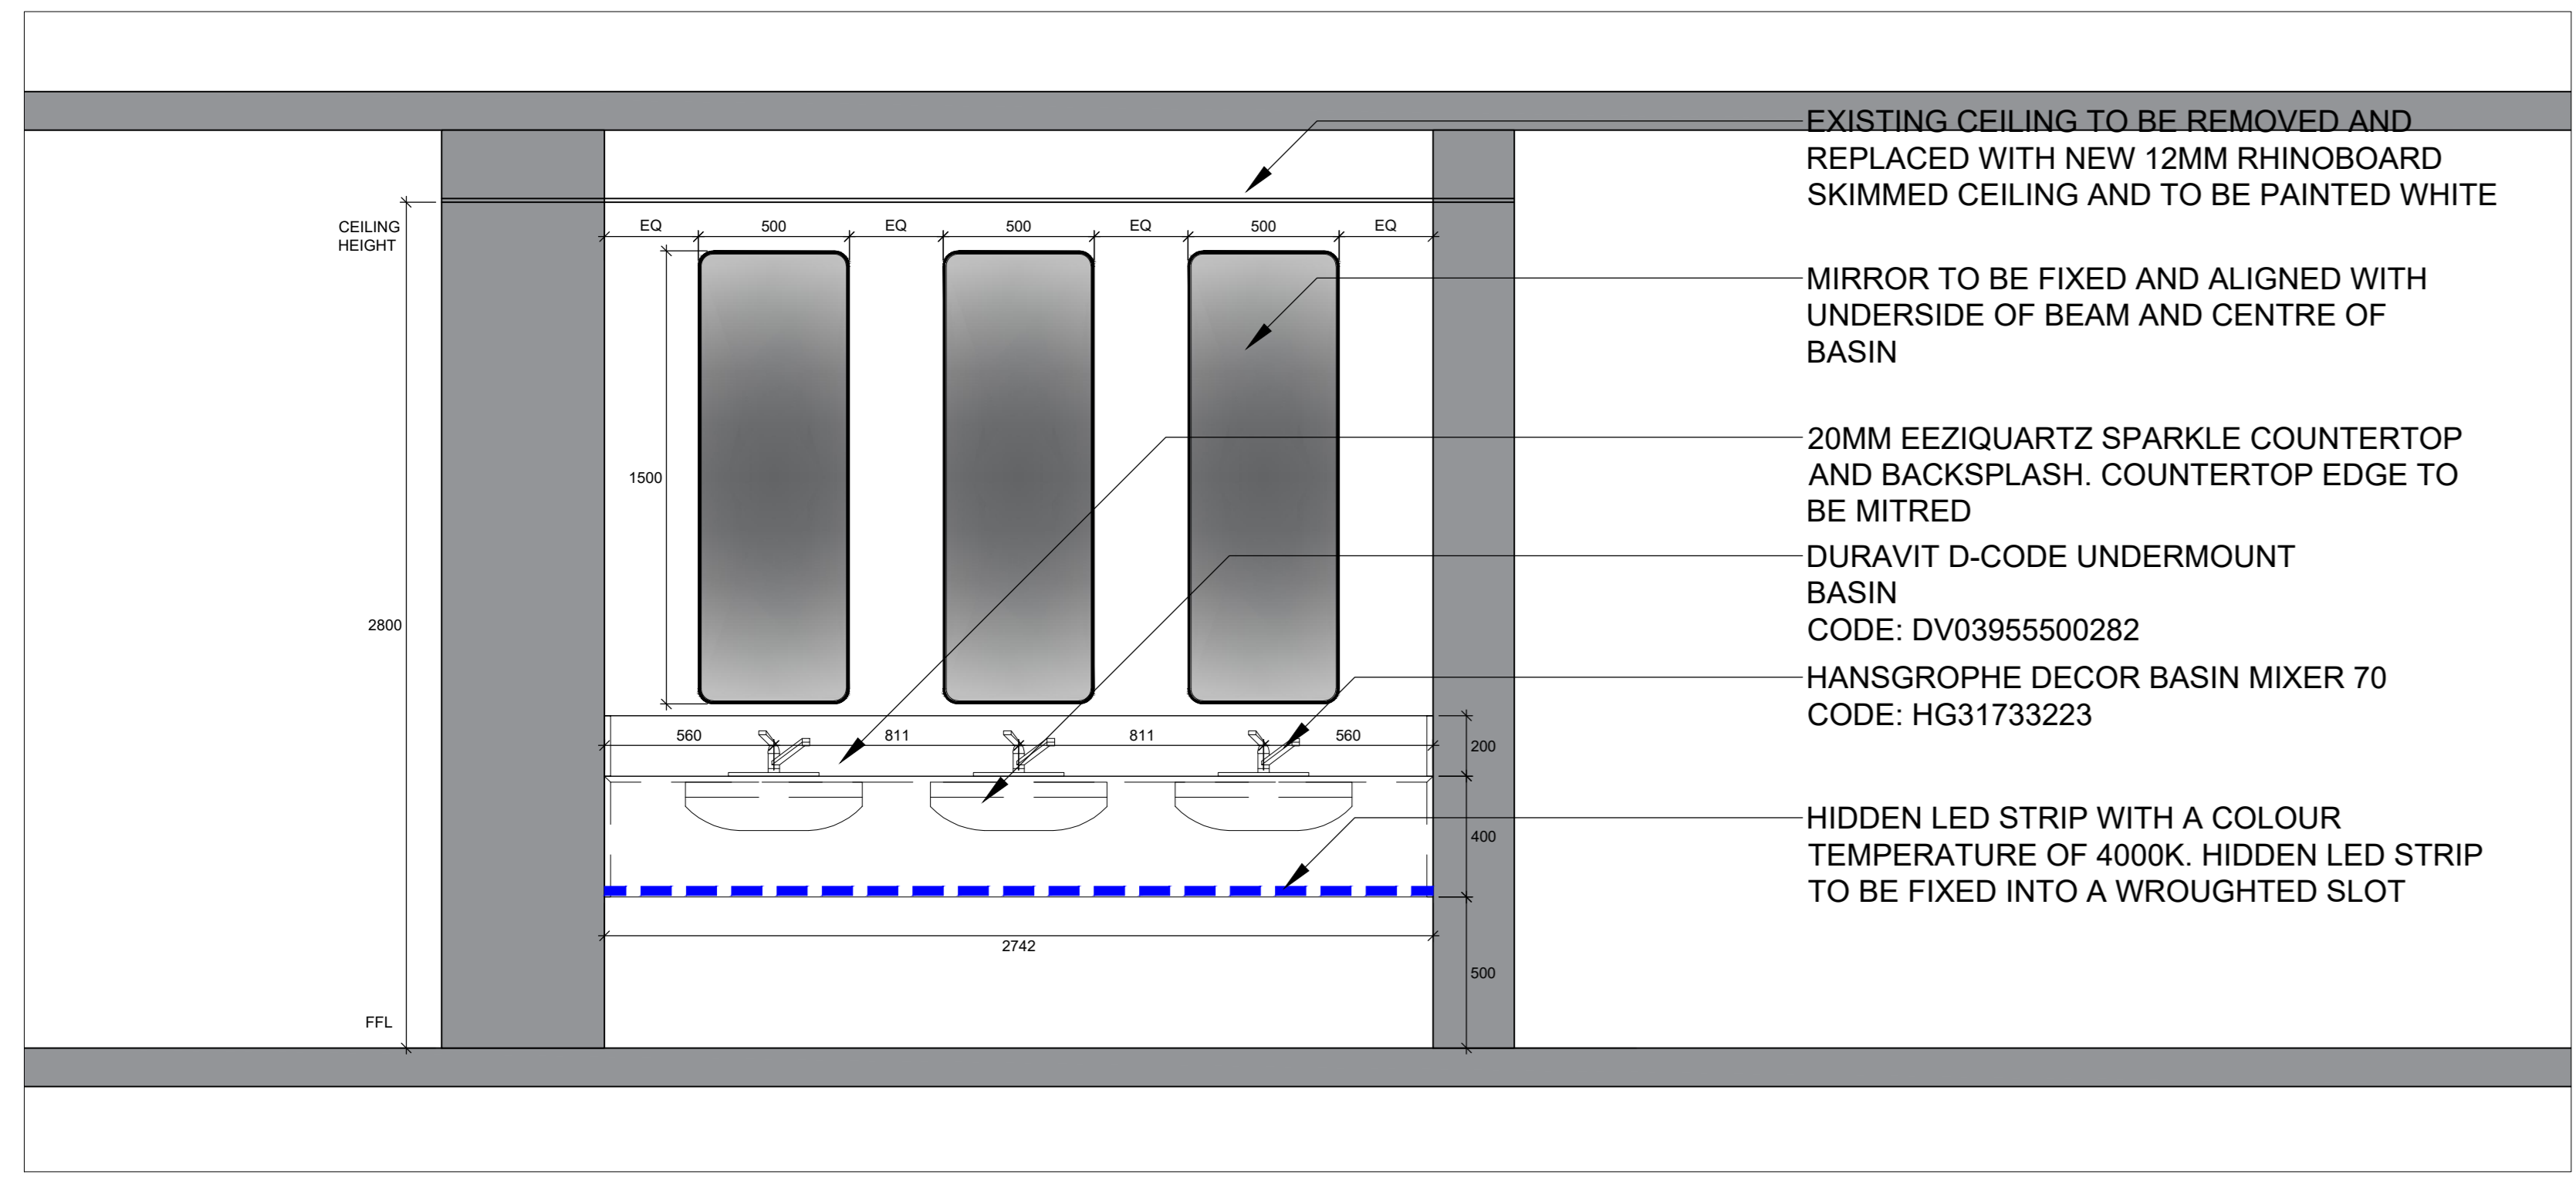 EXISTING CEILING TO BE REMOVED AND
REPLACED WITH NEW 12MM RHINOBOARD
SKIMMED CEILING AND TO BE PAINTED WHITE
CEILING
HEIGHT
EQ 500 EQ 500 EQ 500 EQ
MIRROR TO BE FIXED AND ALIGNED WITH
UNDERSIDE OF BEAM AND CENTRE OF
BASIN
20MM EEZIQUARTZ SPARKLE COUNTERTOP
AND BACKSPLASH. COUNTERTOP EDGE TO
BE MITRED
1500
DURAVIT D-CODE UNDERMOUNT
BASIN
CODE: DV03955500282
2800
HANSGROPHE DECOR BASIN MIXER 70
CODE: HG31733223
560 811 811 560
200
HIDDEN LED STRIP WITH A COLOUR
TEMPERATURE OF 4000K. HIDDEN LED STRIP
TO BE FIXED INTO A WROUGHTED SLOT
400
2742
500
FFL